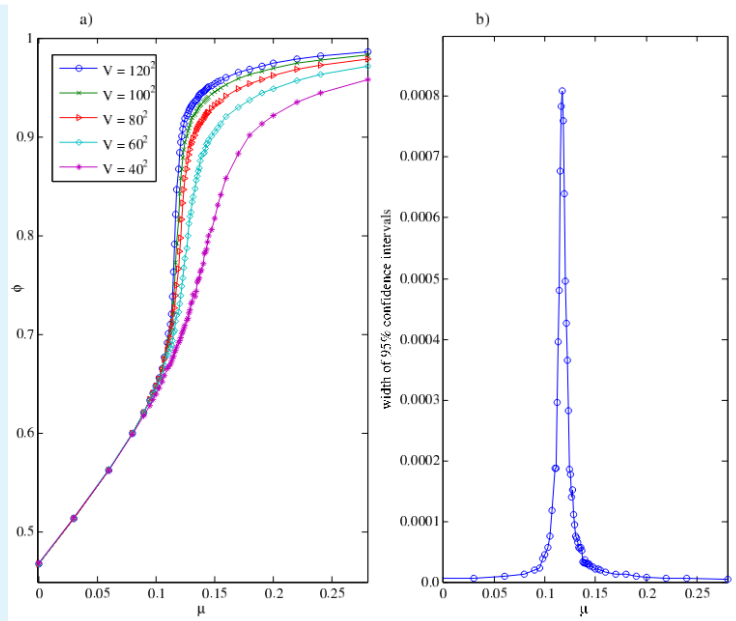 a)
1
0.9
0.8
0.7
0.6
0.5
ϕ
V = 120²
V = 100²
V = 80²
V = 60²
V = 40²
0 0.05 0.1 0.15 0.2 0.25
μ
b)
0.0008
0.0007
0.0006
0.0005
0.0004
0.0003
0.0002
0.0001
0.0
width of 95% confidence intervals
0 0.05 0.1 0.15 0.2 0.25
μ